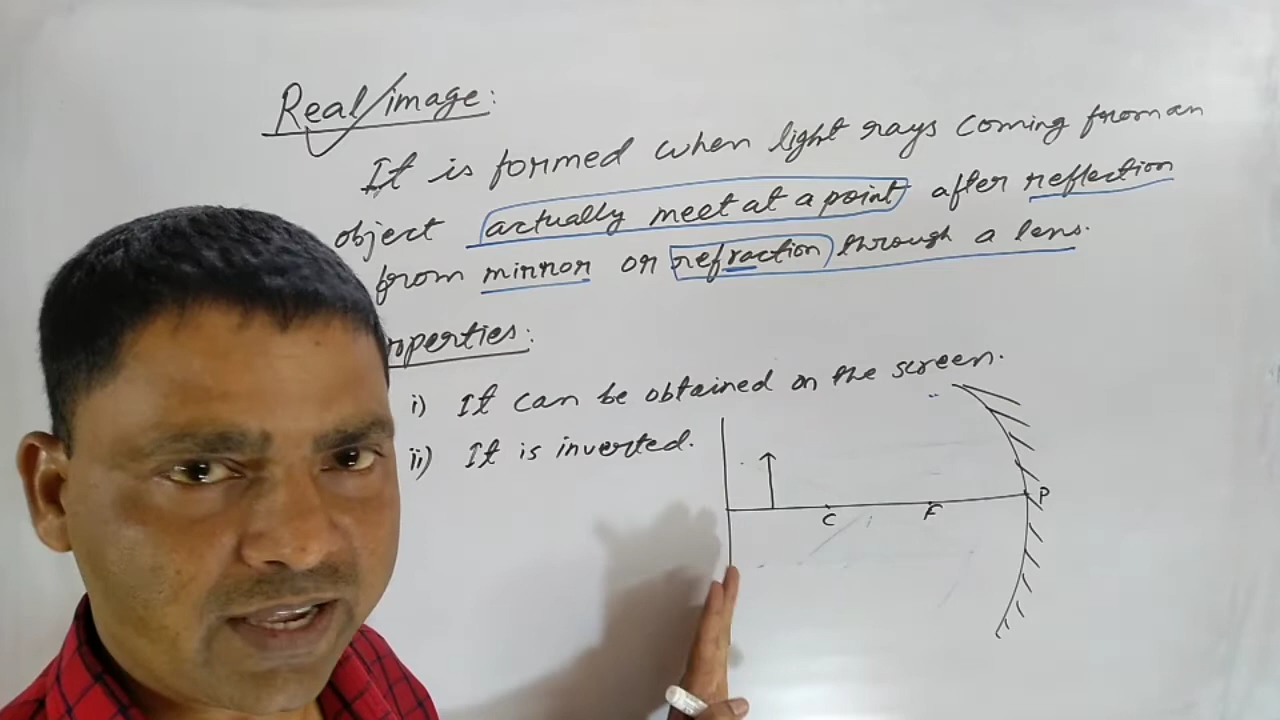 Real image:
It is formed when light rays coming from an
object actually meet at a point after reflection
from mirror or refraction through a lens.
operties:
i) It can be obtained on the screen.
ii) It is inverted.
C F P